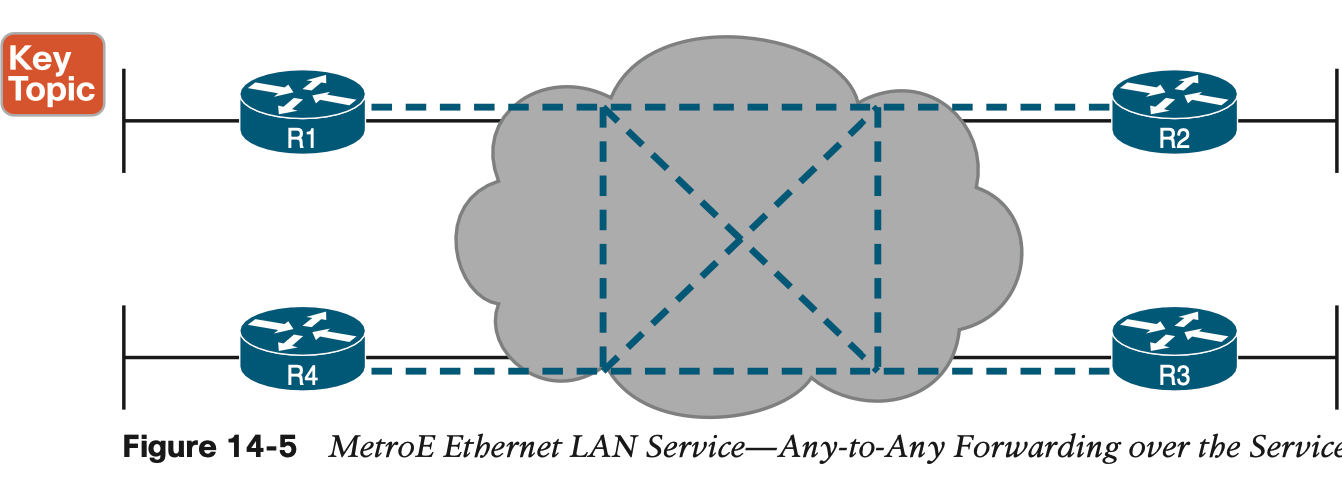 Key
Topic
R1
R2
R4
R3
Figure 14-5 MetroE Ethernet LAN Service—Any-to-Any Forwarding over the Service